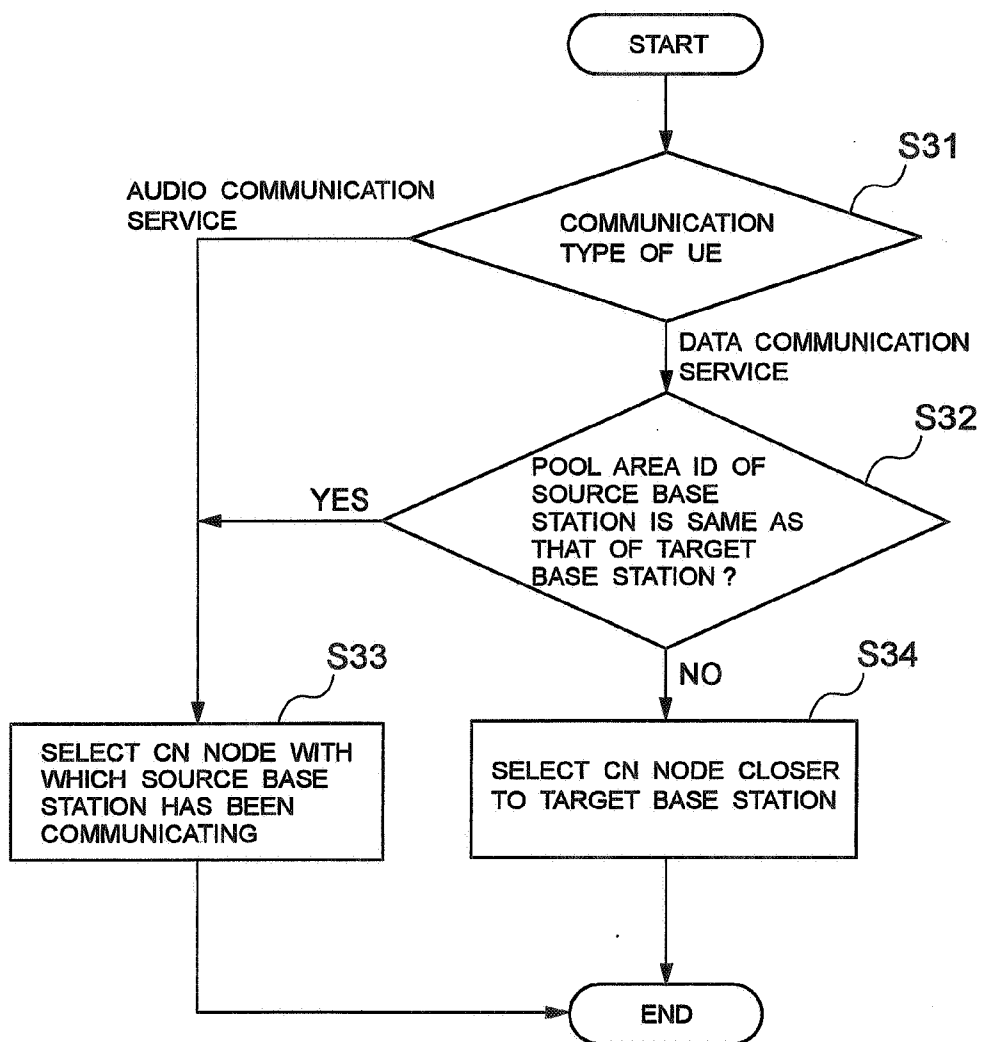 START
S31
AUDIO COMMUNICATION
SERVICE
COMMUNICATION
TYPE OF UE
DATA COMMUNICATION
SERVICE
S32
POOL AREA ID OF
SOURCE BASE
STATION IS SAME AS
THAT OF TARGET
BASE STATION ?
YES
NO
S33
SELECT CN NODE WITH
WHICH SOURCE BASE
STATION HAS BEEN
COMMUNICATING
S34
SELECT CN NODE CLOSER
TO TARGET BASE STATION
END